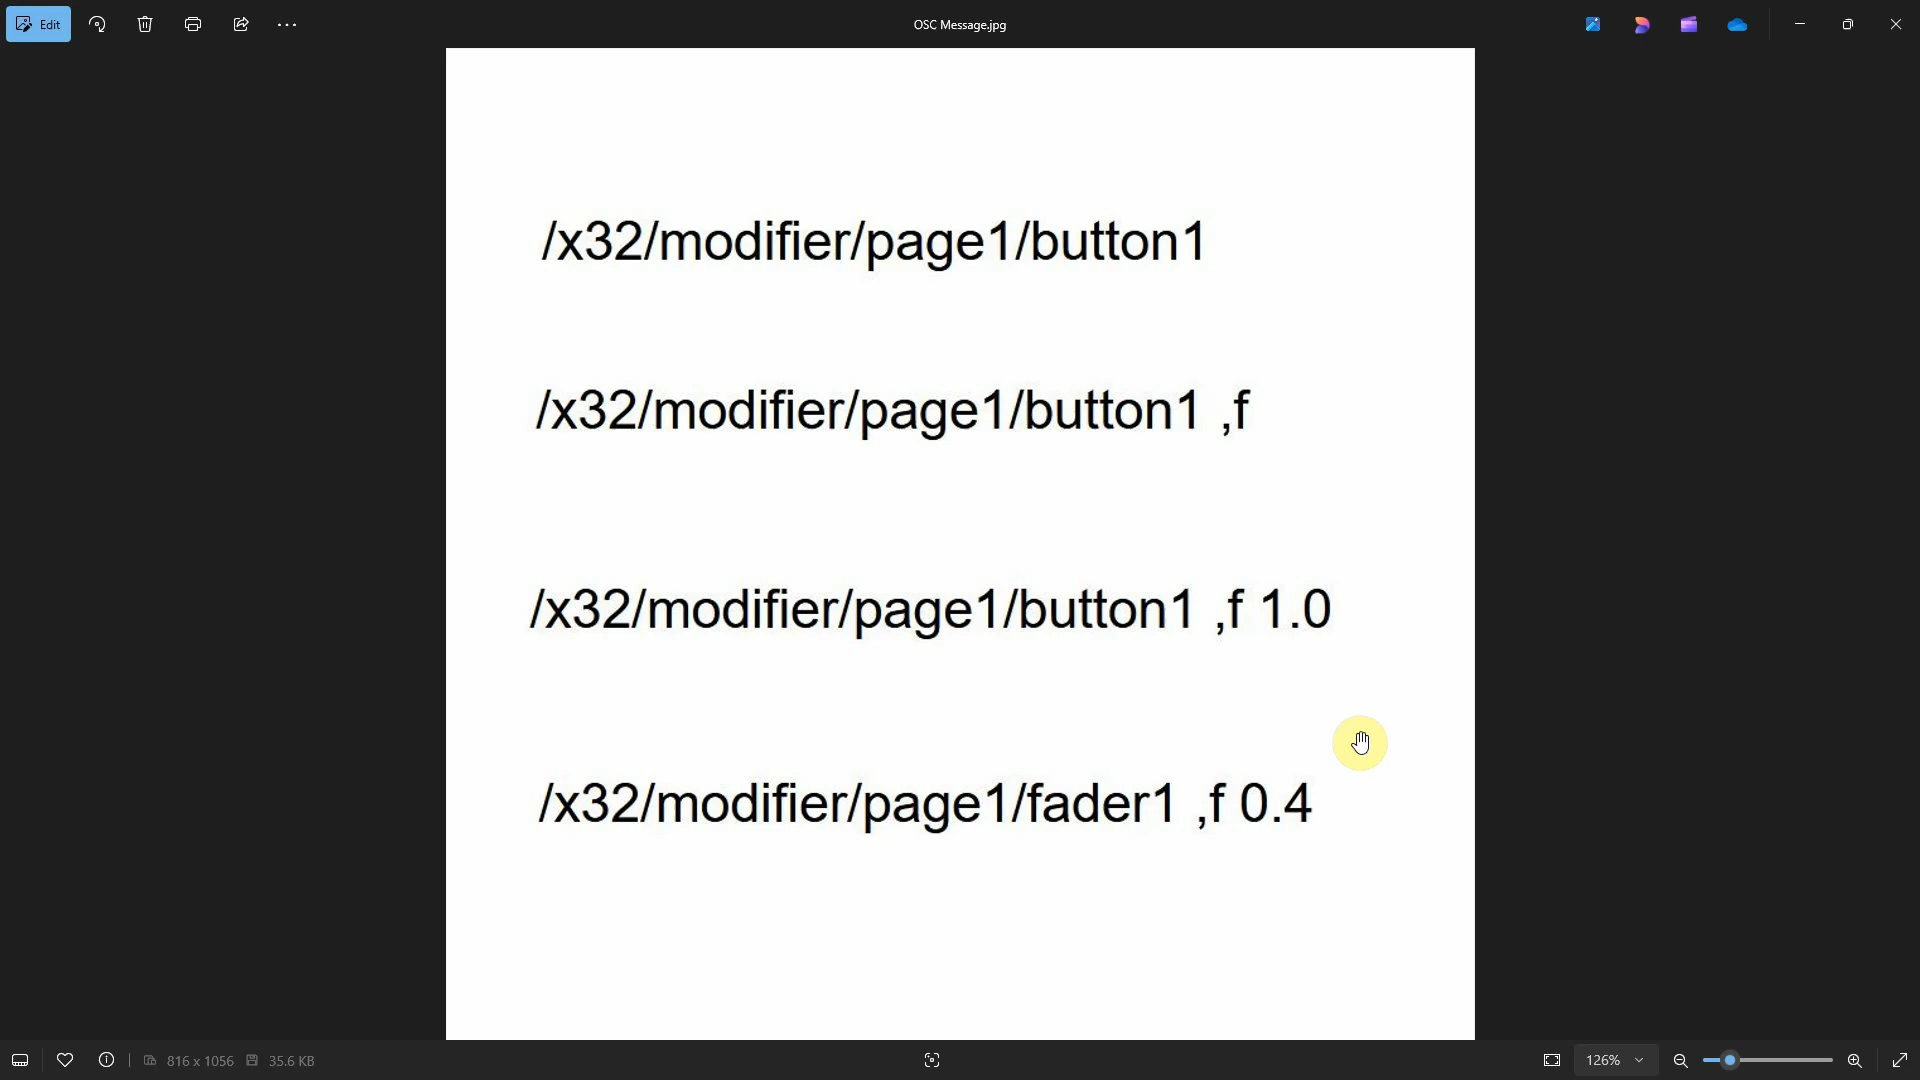 Edit
OSC Message.jpg
/x32/modifier/page1/button1
/x32/modifier/page1/button1 ,f
/x32/modifier/page1/button1 ,f 1.0
/x32/modifier/page1/fader1 ,f 0.4
816 x 1056 35.6 KB
126%